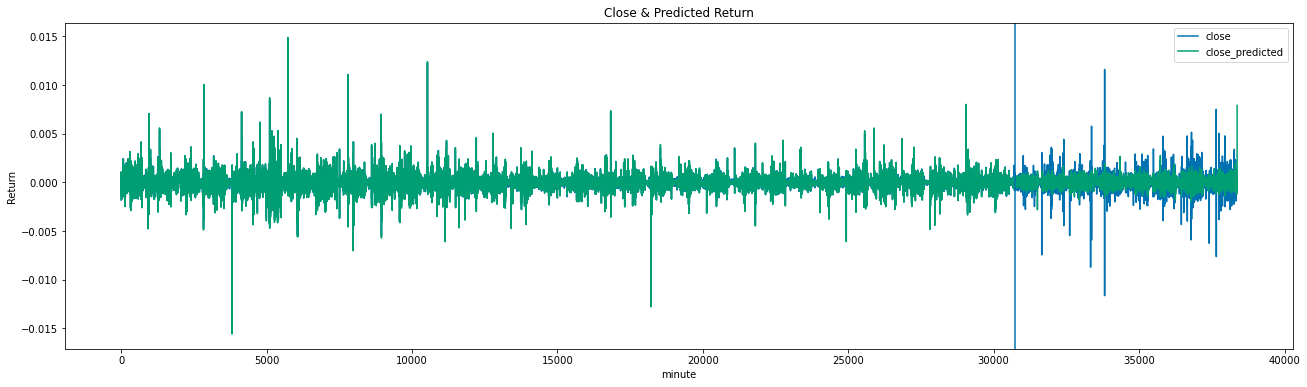 Close & Predicted Return
close
close_predicted
Return
0.015
0.010
0.005
0.000
−0.005
−0.010
−0.015
0 5000 10000 15000 20000 25000 30000 35000 40000
minute